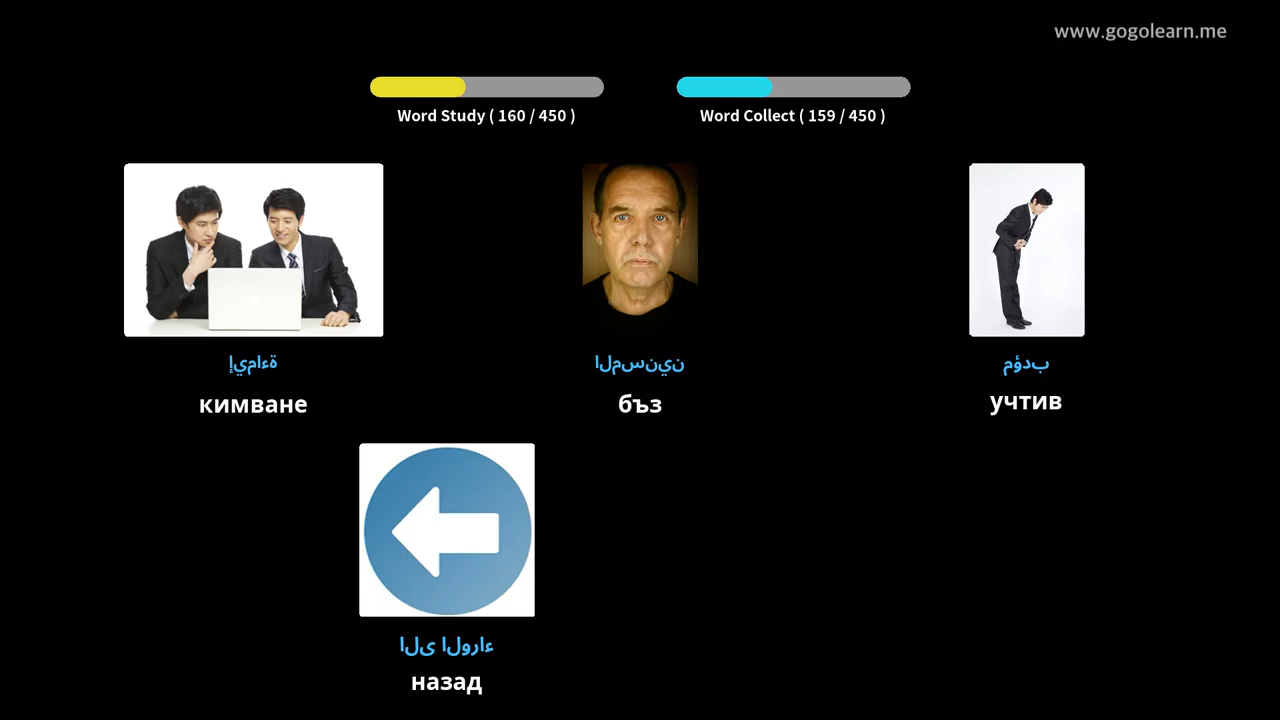 www.gogolearn.me
Word Study ( 160 / 450 )
Word Collect ( 159 / 450 )
إيماءة
кимване
المسنين
бъз
مؤدب
учтив
الى الوراء
назад